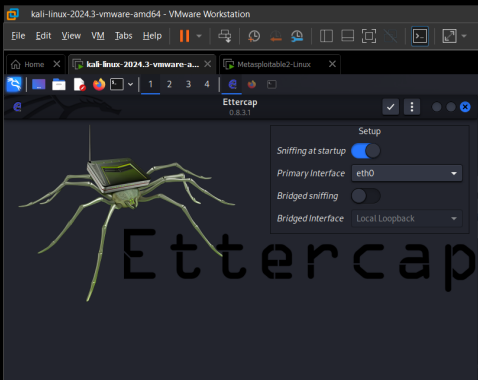 kali-linux-2024.3-vmware-amd64 - VMware Workstation
File Edit View VM Tabs Help
Home kali-linux-2024.3-vmware-a... Metasploitable2-Linux
1 2 3 4
Ettercap
0.8.3.1
Setup
Sniffing at startup
Primary Interface eth0
Bridged sniffing
Bridged Interface Local Loopback
Ettercap